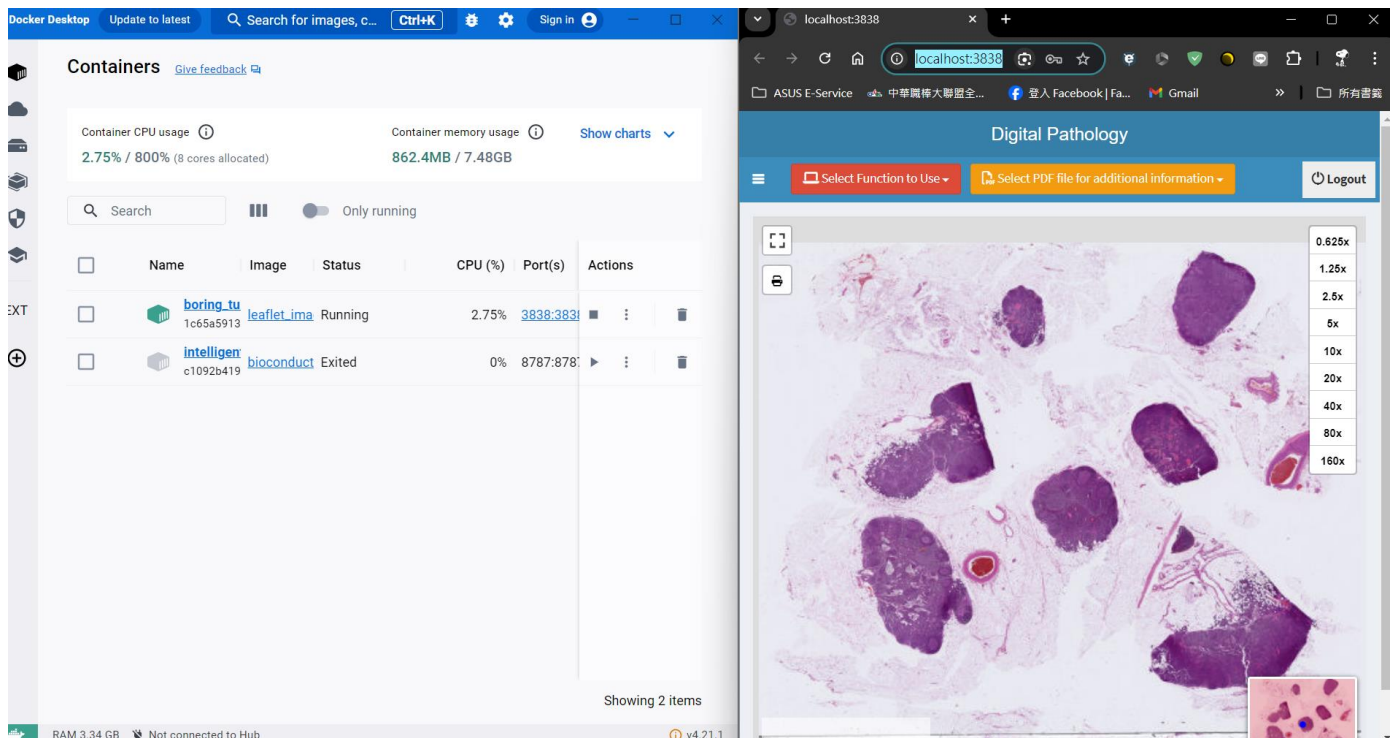 Docker Desktop Update to latest Search for images, c... Ctrl+K Sign in
Containers Give feedback
Container CPU usage
2.75% / 800% (8 cores allocated)
Container memory usage
862.4MB / 7.48GB
Show charts
Search
Only running
Name Image Status CPU (%) Port(s) Actions
boring_tu leaflet_ima Running 2.75% 3838:3838
1c65a5913
intelligen bioconduct Exited 0% 8787:8787
c1092b419
EXT
Showing 2 items
RAM 3.34 GB Not connected to Hub v4.21.1
localhost:3838
localhost:3838
ASUS E-Service 中華職棒大聯盟全... 登入 Facebook | Fa... Gmail » 所有書籤
Digital Pathology
Select Function to Use Select PDF file for additional information Logout
0.625x
1.25x
2.5x
5x
10x
20x
40x
80x
160x